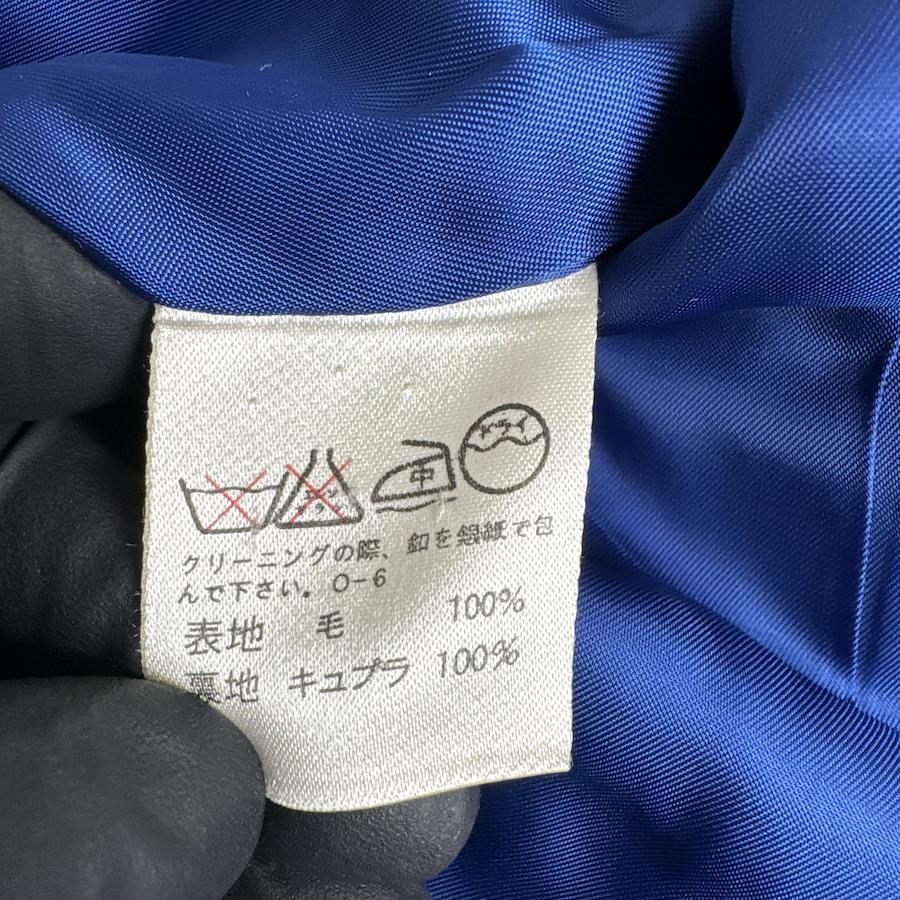 ドライ
中
クリーニングの際、釦を銀紙で包
んで下さい。O-6
表地 毛 100%
裏地 キュプラ 100%